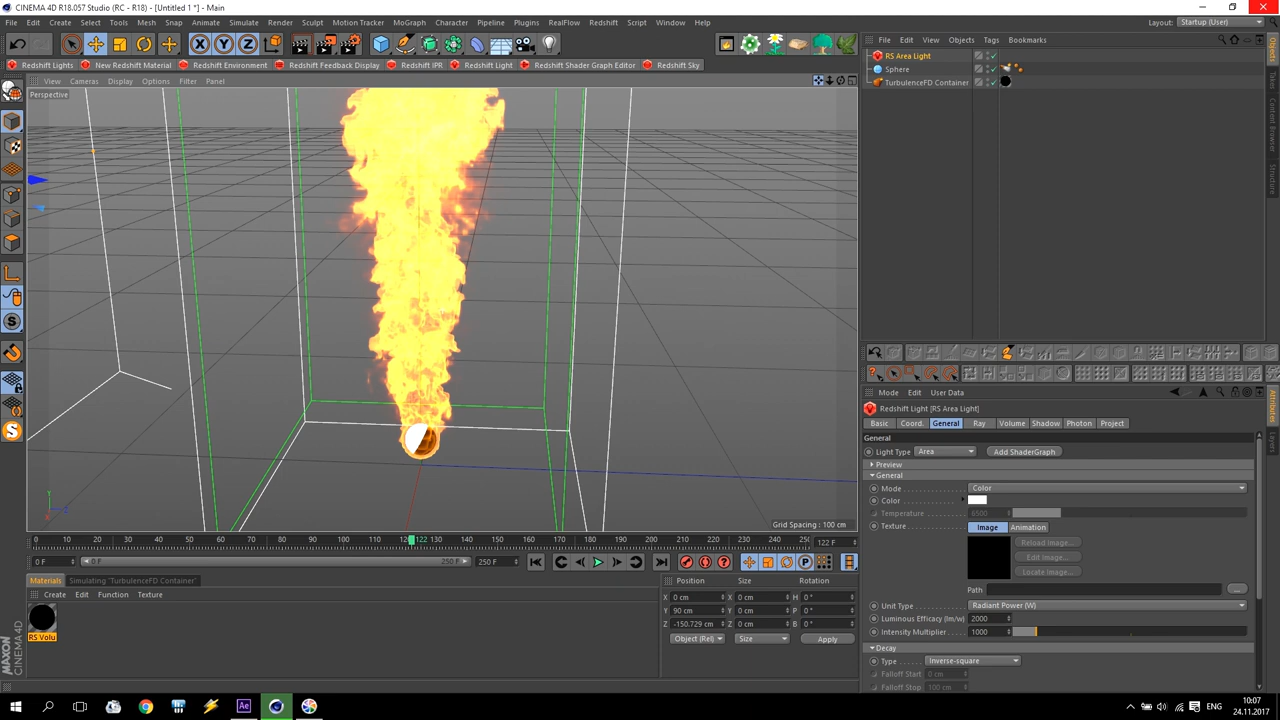 CINEMA 4D R18.057 Studio (RC - R18) - [Untitled 1 *] - Main
File Edit Create Select Tools Mesh Snap Animate Simulate Render Sculpt Motion Tracker MoGraph Character Pipeline Plugins RealFlow Redshift Script Window Help
Layout: Startup (User)
Redshift Lights New Redshift Material Redshift Environment Redshift Feedback Display Redshift IPR Redshift Light Redshift Shader Graph Editor Redshift Sky
View Cameras Display Options Filter Panel
Perspective
Grid Spacing : 100 cm
File Edit View Objects Tags Bookmarks
RS Area Light
Sphere
TurbulenceFD Container
Objects
Takes
Content Browser
Structure
Mode Edit User Data
Redshift Light [RS Area Light]
Basic Coord. General Ray Volume Shadow Photon Project
General
Light Type Area Add ShaderGraph
Preview
General
Mode Color
Color
Temperature 6500
Texture Image Animation
Reload Image...
Edit Image...
Locate Image...
Path ...
Unit Type Radiant Power (W)
Luminous Efficacy (lm/w) 2000
Intensity Multiplier 1000
Decay
Type Inverse-square
Falloff Start 0 cm
Falloff Stop 100 cm
Attributes
Layers
0 10 20 30 40 50 60 70 80 90 100 110 122 130 140 150 160 170 180 190 200 210 220 230 240 122 F
0 F 0 F 250 F 250 F
Materials Simulating "TurbulenceFD Container"
Create Edit Function Texture
RS Volu
Position Size Rotation
X 0 cm X 0 cm H 0 °
Y 90 cm Y 0 cm P 0 °
Z -150.729 cm Z 0 cm B 0 °
Object (Rel) Size Apply
MAXON CINEMA 4D
ENG
10:07
24.11.2017